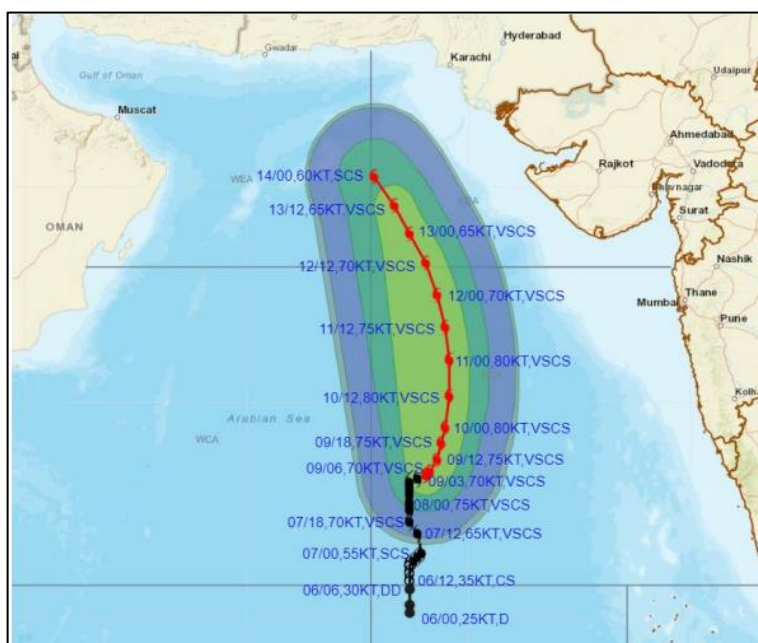 Hyderabad
Gwadar
Karachi
Gulf of Oman
Udaipur
Muscat
Ahmedabad
14/00,60KT,SCS
WEA
Rajkot
Vadodara
13/12,65KT,VSCS
OMAN
Surat
13/00,65KT,VSCS
12/12,70KT,VSCS
Nashik
12/00,70KT,VSCS
Mumbai
Thane
11/12,75KT,VSCS
Pune
11/00,80KT,VSCS
10/12,80KT,VSCS
Kolh
Arabian Sea
10/00,80KT,VSCS
WCA
09/18,75KT,VSCS
09/12,75KT,VSCS
09/06,70KT,VSCS
09/03,70KT,VSCS
08/00,75KT,VSCS
07/18,70KT,VSCS
07/12,65KT,VSCS
07/00,55KT,SCS
06/12,35KT,CS
06/06,30KT,DD
06/00,25KT,D